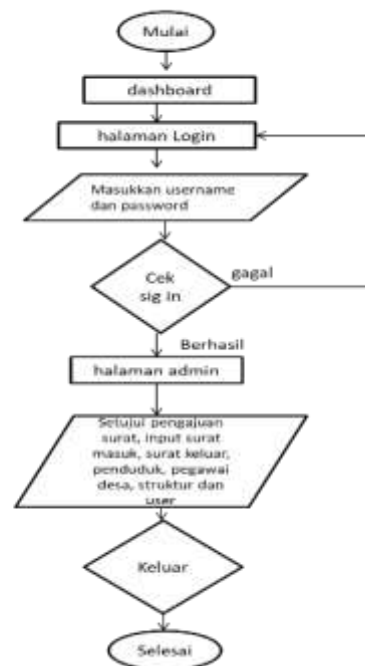 Mulai
dashboard
halaman Login
Masukkan username
dan password
Cek
sig in
gagal
Berhasil
halaman admin
Setujui pengajuan
surat, input surat
masuk, surat keluar,
penduduk, pegawai
desa, struktur dan
user
Keluar
Selesai